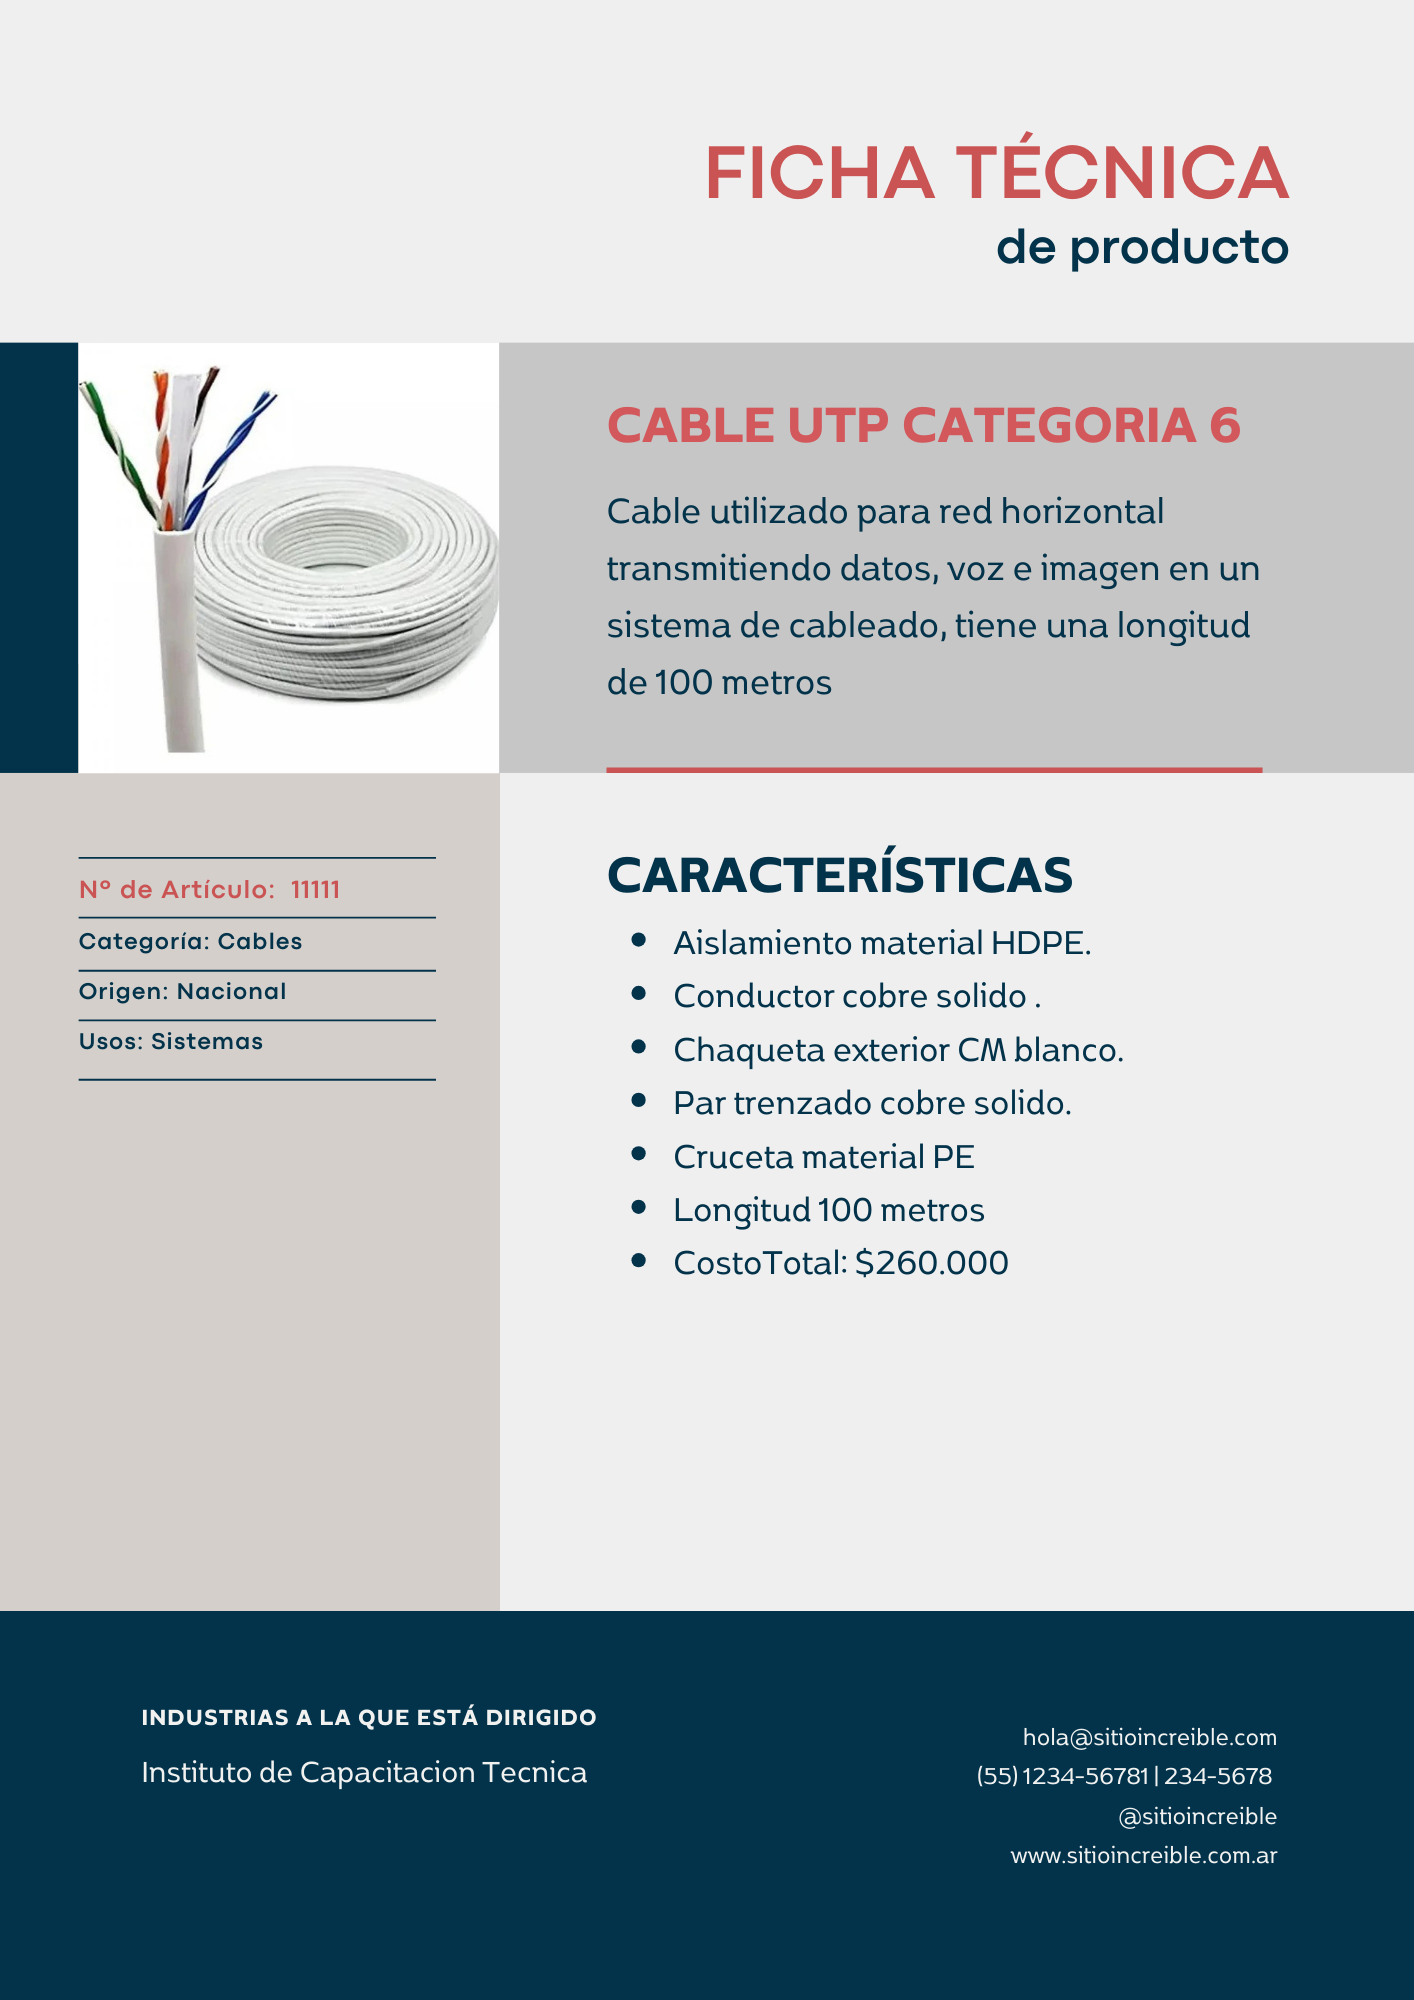 FICHA TÉCNICA
de producto
CABLE UTP CATEGORIA 6
Cable utilizado para red horizontal
transmitiendo datos, voz e imagen en un
sistema de cableado, tiene una longitud
de 100 metros
Nº de Artículo:  11111
Categoría: Cables
Origen: Nacional
Usos: Sistemas
CARACTERÍSTICAS
• Aislamiento material HDPE.
• Conductor cobre solido .
• Chaqueta exterior CM blanco.
• Par trenzado cobre solido.
• Cruceta material PE
• Longitud 100 metros
• CostoTotal: $260.000
INDUSTRIAS A LA QUE ESTÁ DIRIGIDO
Instituto de Capacitacion Tecnica
hola@sitioincreible.com
(55) 1234-56781 | 234-5678
@sitioincreible
www.sitioincreible.com.ar